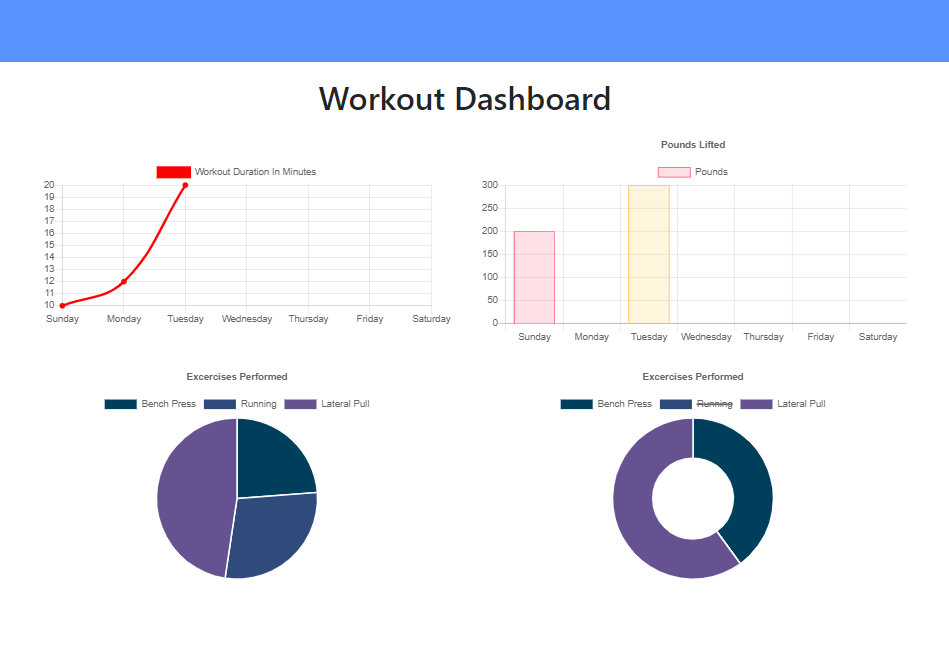 Workout Dashboard
Workout Duration In Minutes
20
19
18
17
16
15
14
13
12
11
10
Sunday Monday Tuesday Wednesday Thursday Friday Saturday
Pounds Lifted
Pounds
300
250
200
150
100
50
0
Sunday Monday Tuesday Wednesday Thursday Friday Saturday
Excercises Performed
Bench Press Running Lateral Pull
Excercises Performed
Bench Press Running Lateral Pull